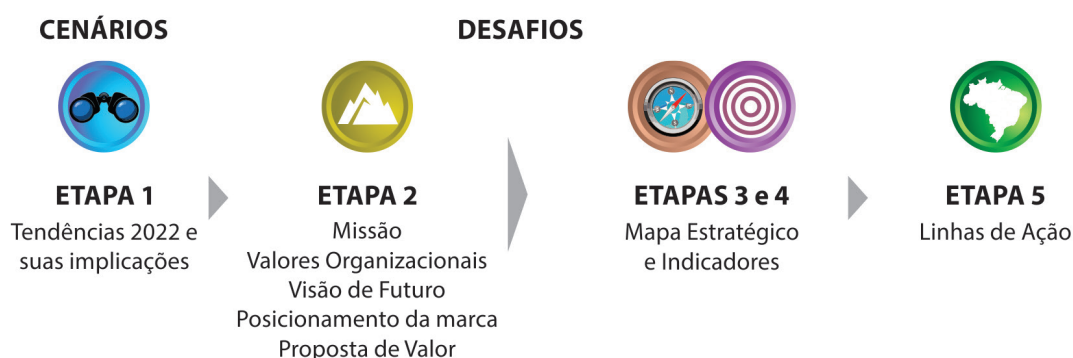 CENÁRIOS
DESAFIOS
ETAPA 1
Tendências 2022 e
suas implicações
ETAPA 2
Missão
Valores Organizacionais
Visão de Futuro
Posicionamento da marca
Proposta de Valor
ETAPAS 3 e 4
Mapa Estratégico
e Indicadores
ETAPA 5
Linhas de Ação